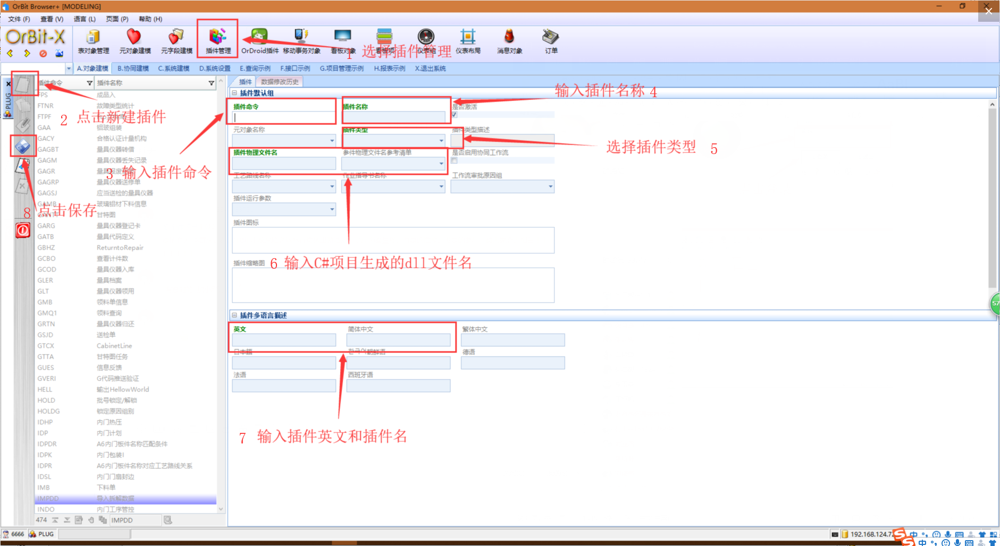 OrBit Browser+ [MODELING]
文件 (F) 查看 (V) 语言 (L) 页面 (P) 帮助 (H)
OrBit-X
表对象管理 元对象建模 元字段建模 插件管理 OrDroid插件 移动事务对象 看板对象 看板项 仪表组 仪表布局 消息对象 订单
1 选择插件管理
A.对象建模 B.协同建模 C.系统建模 D.系统设置 E.查询示例 F.接口示例 G.项目管理示例 H.报表示例 X.退出系统
PLUG
插件命令 插件名称
FPS 成品入
FTNR 故障类型统计
FTPF
GAA 铝玻组装
GACY 合格认证计量机构
GAGBT 量具仪器转借
GAGM 量具仪器丢失记录
GAGR
GAGRP 量具仪器送修单
GAGSJ 应当送检的量具仪器
GAMB 玻璃铝材下料信息
GANTT 甘特图
GARG 量具仪器登记卡
GATB 量具代码定义
GBHZ ReturntoRepair
GCBO 查看计件数
GCOD 量具仪器入库
GLER 量具档案
GLT 量具仪器领用
GMB 领料单信息
GMQ1 领料查询
GRTN 量具仪器归还
GSJD 送检单
GTCX CabinetLine
GTTA 甘特图任务
GUES 信息反馈
GVERI G代码推送验证
HELL 输出HellowWorld
HOLD 批号锁定/解锁
HOLDG 锁定原因组别
IDHP 内门热压
IDP 内门计划
IDPDR A6内门板件名称匹配条件
IDPK 内门包装I
IDPR A6内门板件名称对应工艺路线关系
IDSL 内门门扇封边
IMB 下料单
IMPDD 导入拆解数据
INDO 内门工序管控
474 IMPDD
2 点击新建插件
3 输入插件命令
8 点击保存
插件 数据修改历史
插件默认组
输入插件名称 4
插件命令 插件名称 是否激活
元对象名称 插件类型 插件类型描述
选择插件类型 5
插件物理文件名 参件物理文件名参考清单 是否启用协同工作流
工艺路线名称 作业指导书名称 工作流审批原因组
插件运行参数
插件图标
插件缩略图
6 输入C#项目生成的dll文件名
插件多语言描述
英文 简体中文 繁体中文
日本語 한국어朝鲜语 德语
法语 西班牙语
7 输入插件英文和插件名
57
6666 PLUG 192.168.124.72
中
中